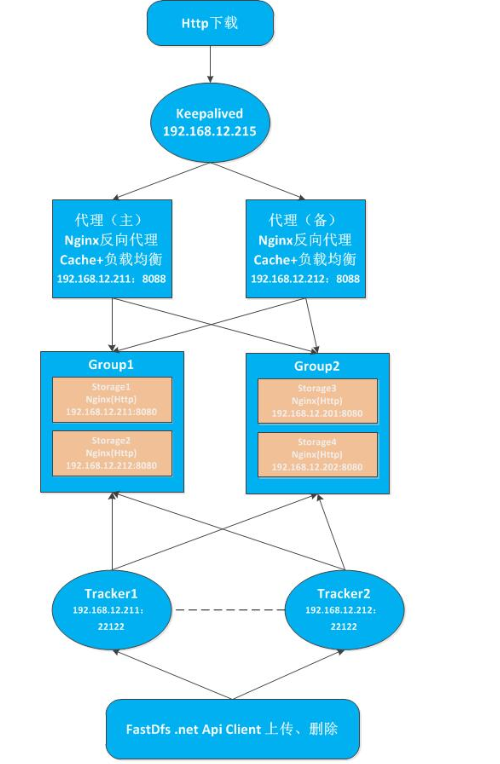 Http下载
Keepalived
192.168.12.215
代理（主）
Nginx反向代理
Cache+负载均衡
192.168.12.211：8088
代理（备）
Nginx反向代理
Cache+负载均衡
192.168.12.212：8088
Group1
Storage1
Nginx(Http)
192.168.12.211:8080
Storage2
Nginx(Http)
192.168.12.212:8080
Group2
Storage3
Nginx(Http)
192.168.12.201:8080
Storage4
Nginx(Http)
192.168.12.202:8080
Tracker1
192.168.12.211：
22122
Tracker2
192.168.12.212：
22122
FastDfs .net Api Client 上传、删除